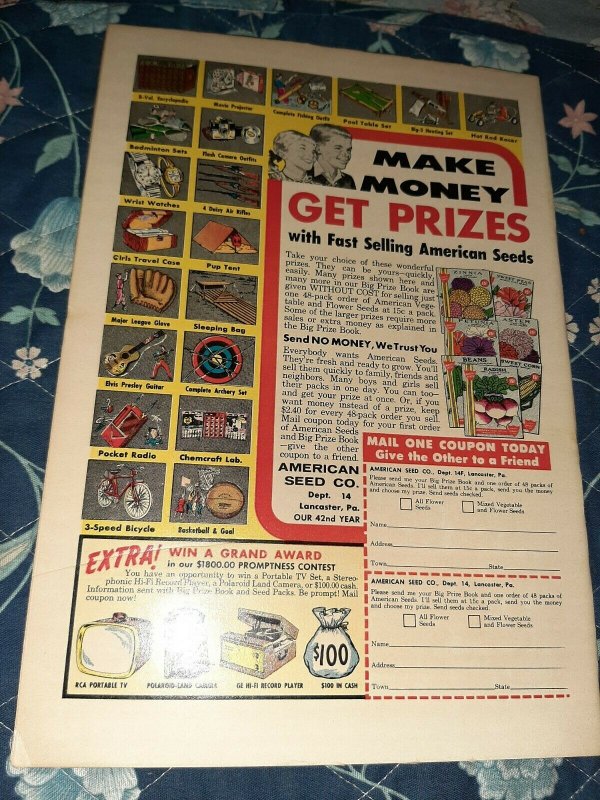 8-Vol. Encyclopedia
Movie Projector
Complete Fishing Outfit
Pool Table Set
Big-5 Hunting Set
Hot Rod Racer
Badminton Sets
Flash Camera Outfits
Wrist Watches
4 Daisy Air Rifles
Girls Travel Case
Pup Tent
Major League Glove
Sleeping Bag
Elvis Presley Guitar
Complete Archery Set
Pocket Radio
Chemcraft Lab.
3-Speed Bicycle
Basketball & Goal
MAKE
MONEY
GET PRIZES
with Fast Selling American Seeds
Take your choice of these wonderful
prizes. They can be yours—quickly,
easily. Many prizes shown here and
many more in our Big Prize Book are
given WITHOUT COST for selling just
one 48-pack order of American Vege-
table and Flower Seeds at 15c a pack.
Some of the larger prizes require more
sales or extra money as explained in
the Big Prize Book.
Send NO MONEY, We Trust You
Everybody wants American Seeds.
They're fresh and ready to grow. You'll
sell them quickly to family, friends and
neighbors. Many boys and girls sell
their packs in one day. You can too—
and get your prize at once. Or, if you
want money instead of a prize, keep
$2.40 for every 48-pack order you sell.
Mail coupon today for your first order
of American Seeds
and Big Prize Book
—give the other
coupon to a friend.
AMERICAN
SEED CO.
Dept. 14
Lancaster, Pa.
OUR 42nd YEAR
ZINNIA
SWEET PEAS
ASTER
BEANS
SWEET CORN
RADISHES
MAIL ONE COUPON TODAY
Give the Other to a Friend
AMERICAN SEED CO., Dept. 14F, Lancaster, Pa.
Please send me your Big Prize Book and one order of 48 packs of
American Seeds. I'll sell them at 15c a pack, send you the money
and choose my prize. Send seeds checked.
All Flower
Seeds
Mixed Vegetable
and Flower Seeds
Name
Address
Town State
AMERICAN SEED CO., Dept. 14, Lancaster, Pa.
Please send me your Big Prize Book and one order of 48 packs of
American Seeds. I'll sell them at 15c a pack, send you the money
and choose my prize. Send seeds checked.
All Flower
Seeds
Mixed Vegetable
and Flower Seeds
Name
Address
Town State
EXTRA! WIN A GRAND AWARD
in our $1800.00 PROMPTNESS CONTEST
You have an opportunity to win a Portable TV Set, a Stereo-
phonic Hi-Fi Record Player, a Polaroid Land Camera, or $100.00 cash.
Information sent with Big Prize Book and Seed Packs. Be prompt! Mail
coupon now!
$100
RCA PORTABLE TV
POLAROID-LAND CAMERA
GE HI-FI RECORD PLAYER
$100 IN CASH